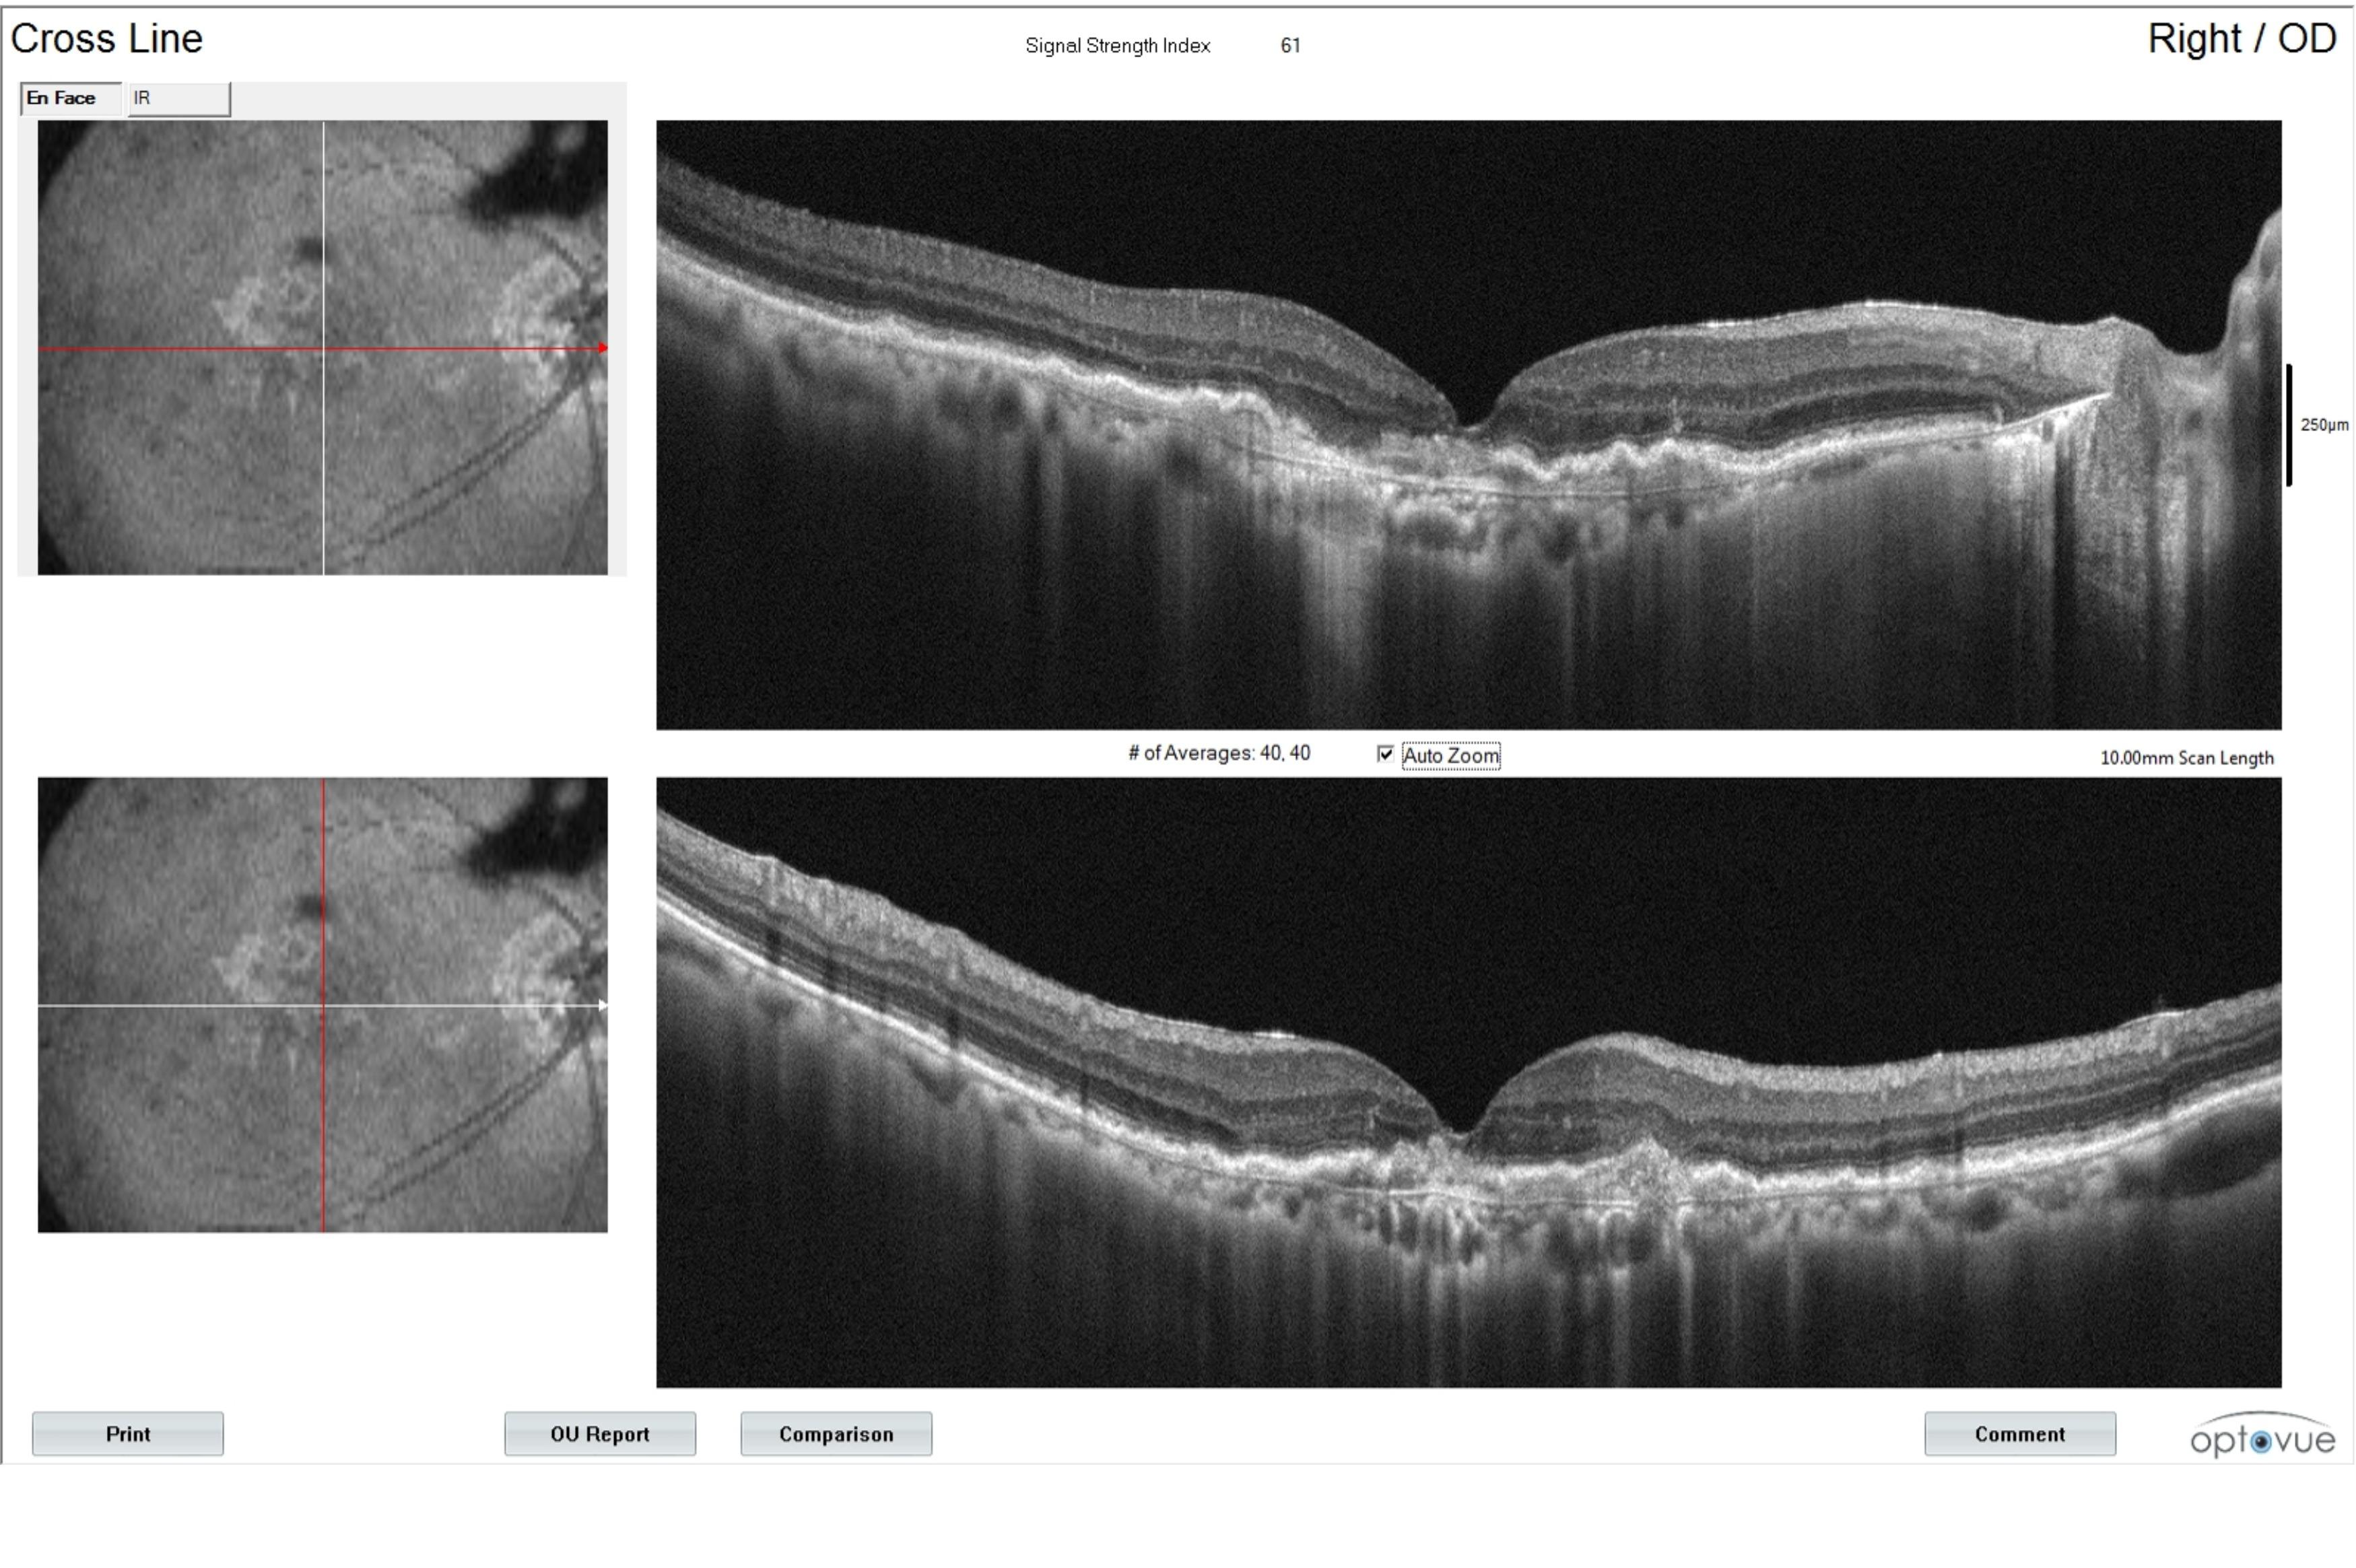 Cross Line
Signal Strength Index 61
Right / OD
En Face
IR
250µm
# of Averages: 40, 40
Auto Zoom
10.00mm Scan Length
Print
OU Report
Comparison
Comment
optovue